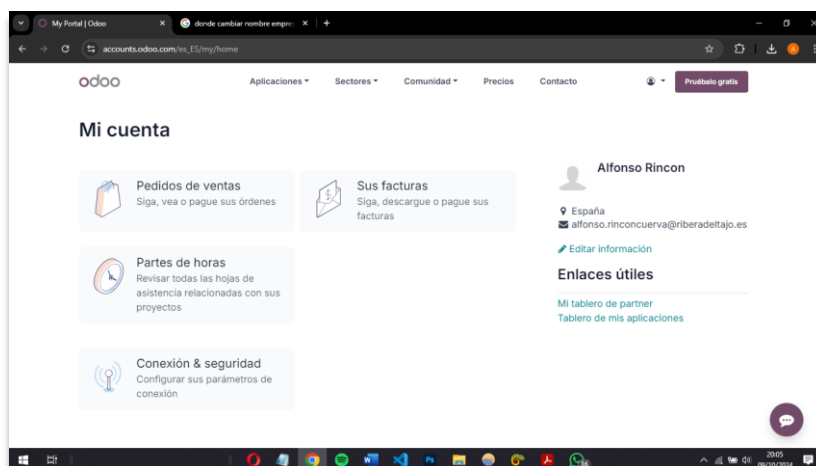 My Portal | Odoo
donde cambiar nombre empre
accounts.odoo.com/es_ES/my/home
odoo
Aplicaciones
Sectores
Comunidad
Precios
Contacto
Pruébalo gratis
Mi cuenta
Pedidos de ventas
Siga, vea o pague sus órdenes
Sus facturas
Siga, descargue o pague sus
facturas
Partes de horas
Revisar todas las hojas de
asistencia relacionadas con sus
proyectos
Conexión & seguridad
Configurar sus parámetros de
conexión
Alfonso Rincon
España
alfonso.rinconcuerva@riberadeltajo.es
Editar información
Enlaces útiles
Mi tablero de partner
Tablero de mis aplicaciones
20:05
09/10/2024